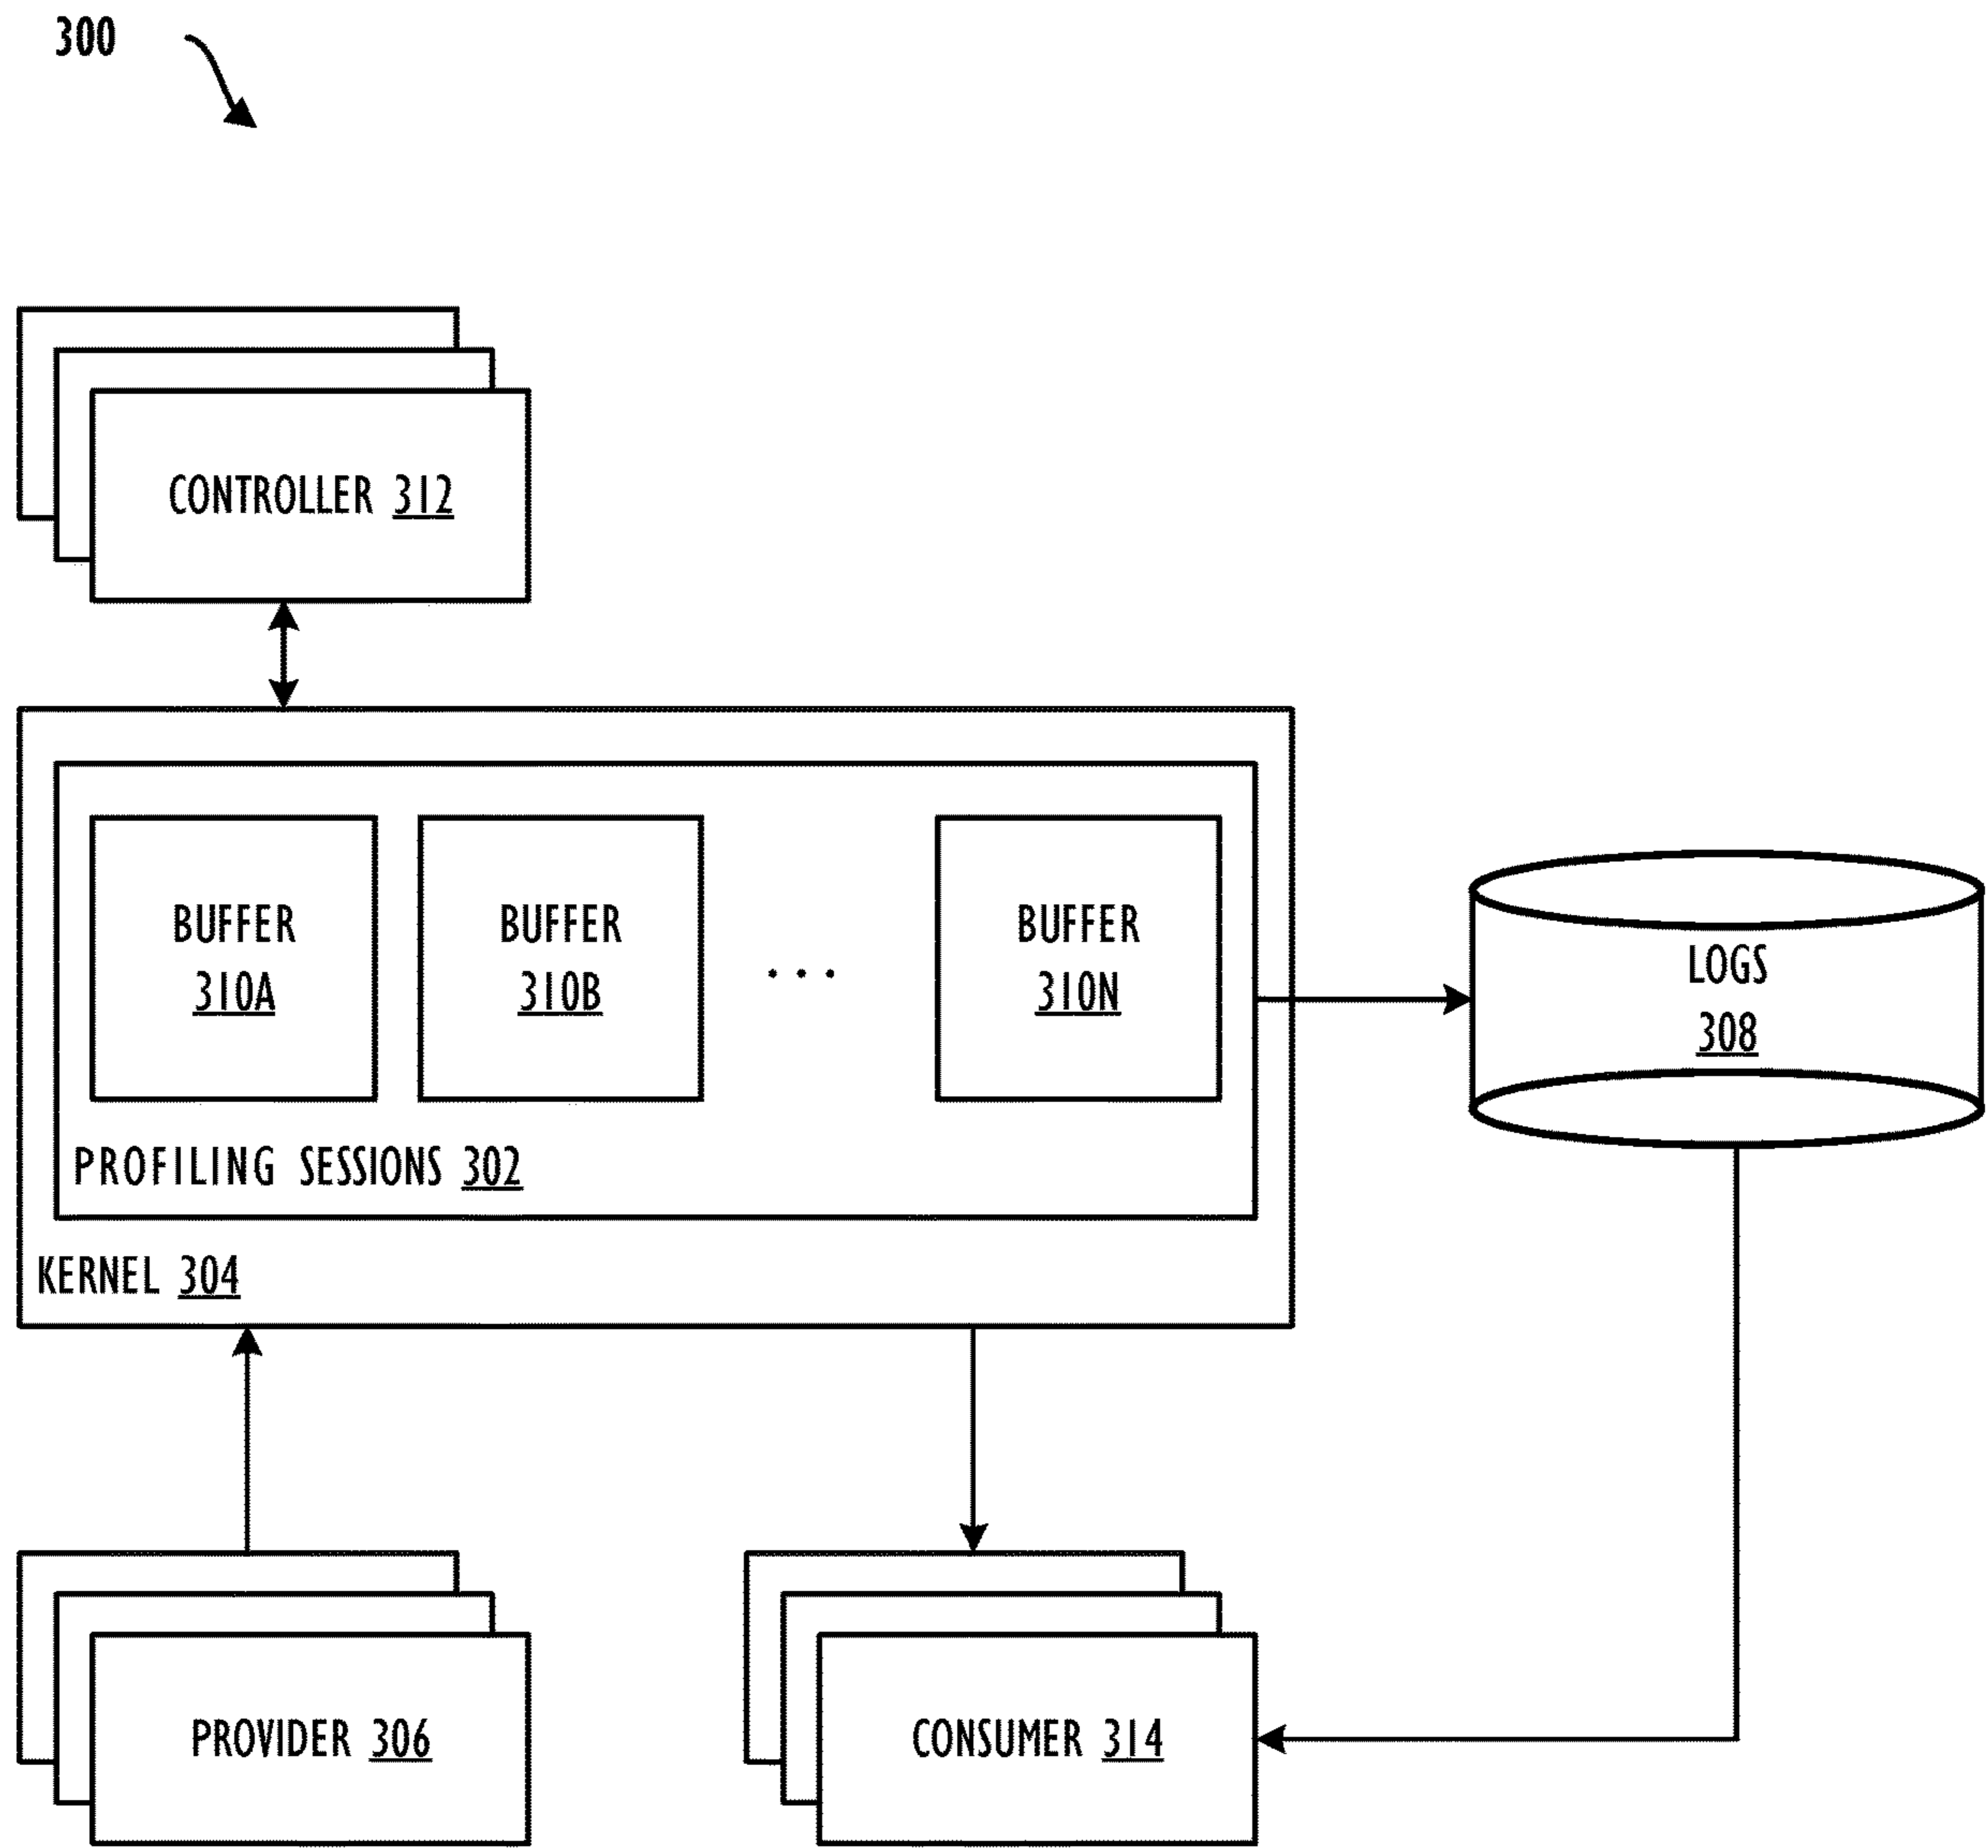 300
CONTROLLER 312
BUFFER
310A
BUFFER
310B
...
BUFFER
310N
PROFILING SESSIONS 302
KERNEL 304
LOGS
308
PROVIDER 306
CONSUMER 314